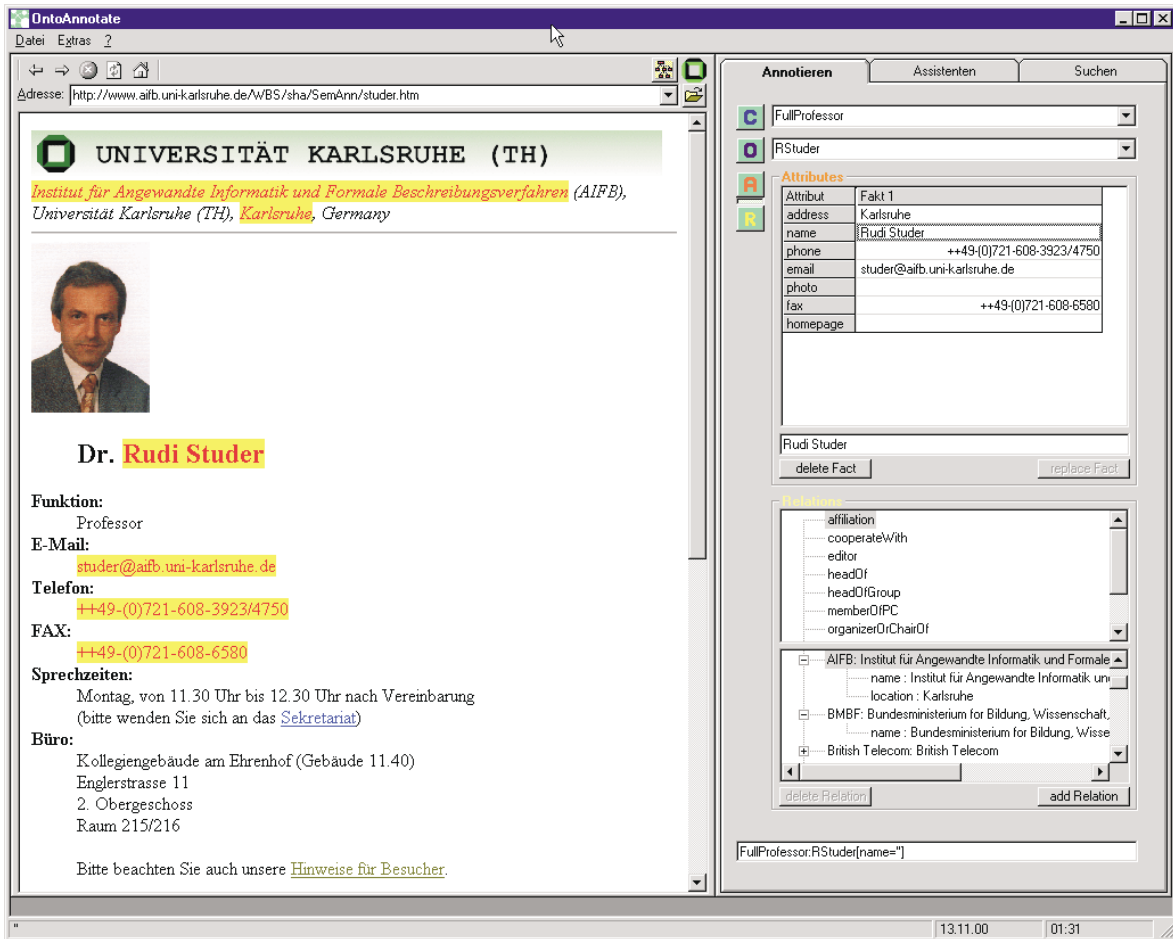 OntoAnnotate
Datei Extras ?
Adresse: http://www.aifb.uni-karlsruhe.de/WBS/sha/SemAnn/studer.htm
UNIVERSITÄT KARLSRUHE (TH)
Institut für Angewandte Informatik und Formale Beschreibungsverfahren (AIFB),
Universität Karlsruhe (TH), Karlsruhe, Germany
Dr. Rudi Studer
Funktion:
Professor
E-Mail:
studer@aifb.uni-karlsruhe.de
Telefon:
++49-(0)721-608-3923/4750
FAX:
++49-(0)721-608-6580
Sprechzeiten:
Montag, von 11.30 Uhr bis 12.30 Uhr nach Vereinbarung
(bitte wenden Sie sich an das Sekretariat)
Büro:
Kollegiengebäude am Ehrenhof (Gebäude 11.40)
Englerstrasse 11
2. Obergeschoss
Raum 215/216
Bitte beachten Sie auch unsere Hinweise für Besucher.
Annotieren Assistenten Suchen
C FullProfessor
O RStuder
A
R
Attributes
Attribut Fakt 1
address Karlsruhe
name Rudi Studer
phone ++49-(0)721-608-3923/4750
email studer@aifb.uni-karlsruhe.de
photo
fax ++49-(0)721-608-6580
homepage
Rudi Studer
delete Fact replace Fact
Relations
affiliation
cooperateWith
editor
headOf
headOfGroup
memberOfPC
organizerOrChairOf
AIFB: Institut für Angewandte Informatik und Formale
name : Institut für Angewandte Informatik un
location : Karlsruhe
BMBF: Bundesministerium for Bildung, Wissenschaft,
name : Bundesministerium for Bildung, Wisse
British Telecom: British Telecom
delete Relation add Relation
FullProfessor:RStuder[name='']
" 13.11.00 01:31